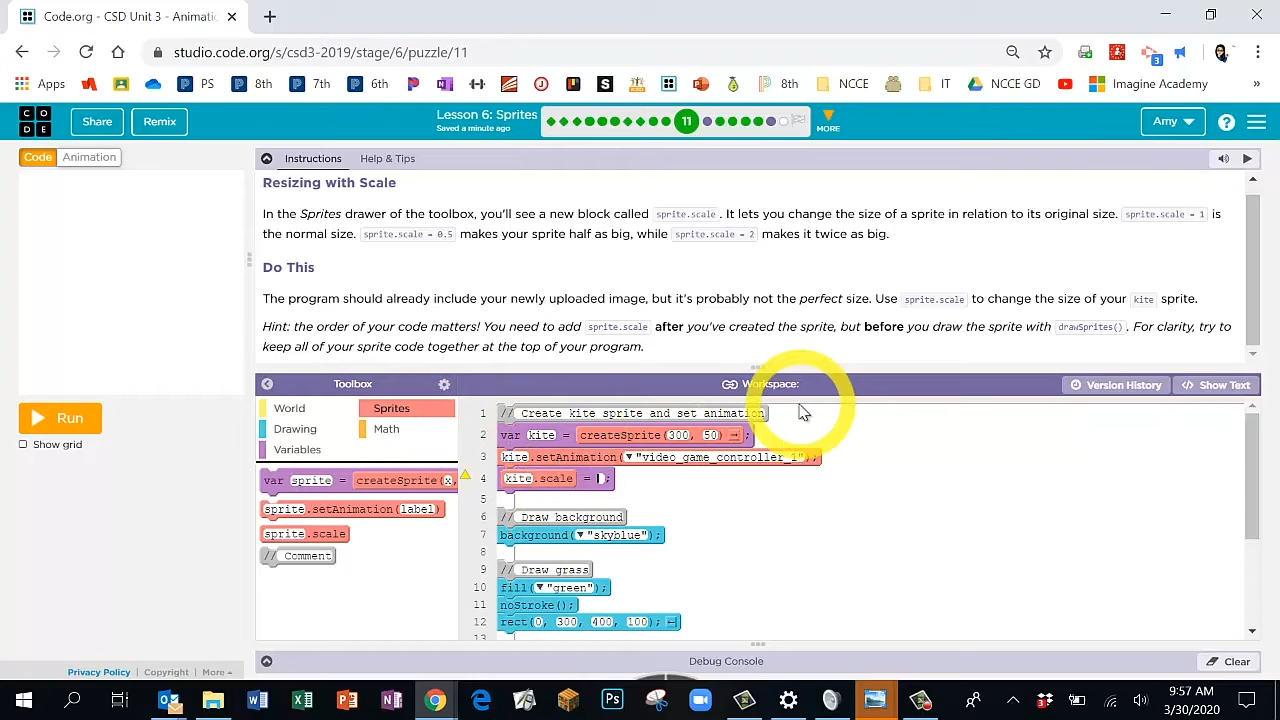 Code.org - CSD Unit 3 - Animatio
studio.code.org/s/csd3-2019/stage/6/puzzle/11
Apps PS 8th 7th 6th 8th NCCE IT NCCE GD Imagine Academy »
CODE Share Remix Lesson 6: Sprites 11 MORE Amy
Saved a minute ago
Code Animation Instructions Help & Tips
Resizing with Scale
In the Sprites drawer of the toolbox, you'll see a new block called sprite.scale . It lets you change the size of a sprite in relation to its original size. sprite.scale = 1 is
the normal size. sprite.scale = 0.5 makes your sprite half as big, while sprite.scale = 2 makes it twice as big.
Do This
The program should already include your newly uploaded image, but it's probably not the perfect size. Use sprite.scale to change the size of your kite sprite.
Hint: the order of your code matters! You need to add sprite.scale after you've created the sprite, but before you draw the sprite with drawSprites() . For clarity, try to
keep all of your sprite code together at the top of your program.
Toolbox Workspace: Version History </> Show Text
Run
Show grid
World Sprites
Drawing Math
Variables
var sprite = createSprite(x,
sprite.setAnimation(label)
sprite.scale
// Comment
1 // Create kite sprite and set animation
2 var kite = createSprite(300, 50);
3 kite.setAnimation("video_game_controller_1");
4 kite.scale = ;
5
6 // Draw background
7 background("skyblue");
8
9 // Draw grass
10 fill("green");
11 noStroke();
12 rect(0, 300, 400, 100);
13
Debug Console Clear
Privacy Policy Copyright More
9:57 AM
3/30/2020